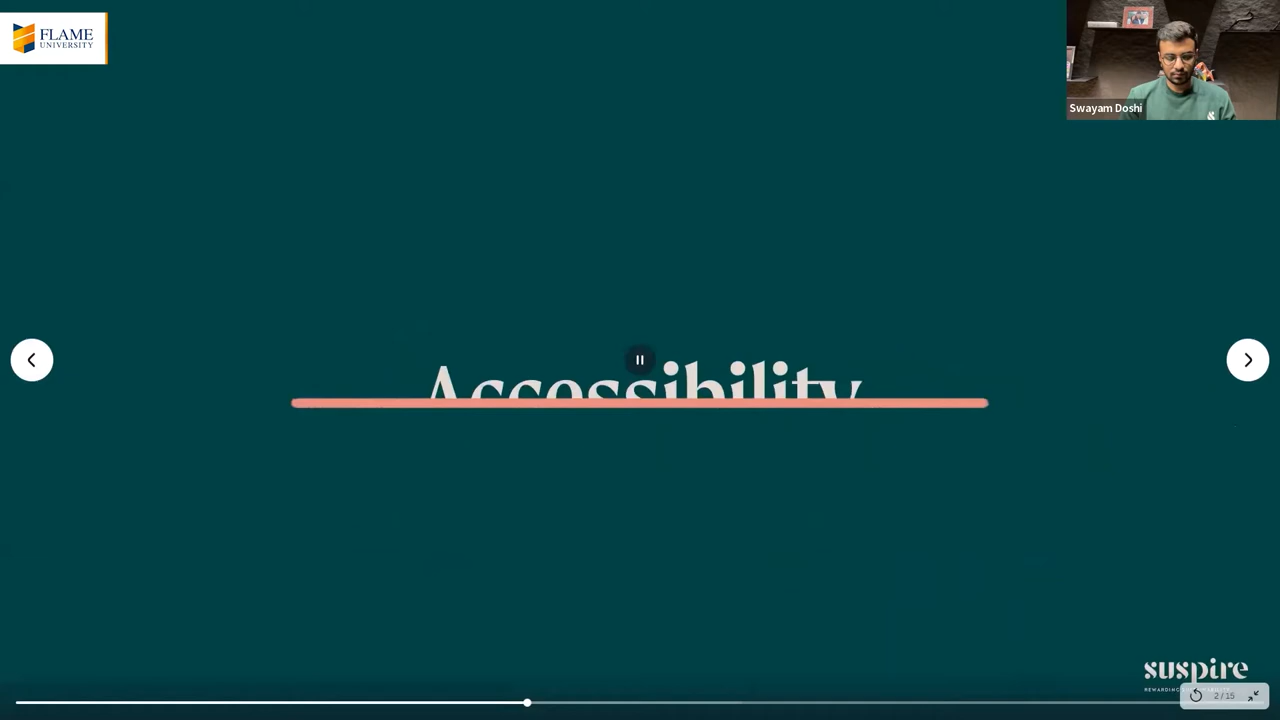 FLAME
UNIVERSITY
Swayam Doshi
Accessibility
suspire
2 / 15